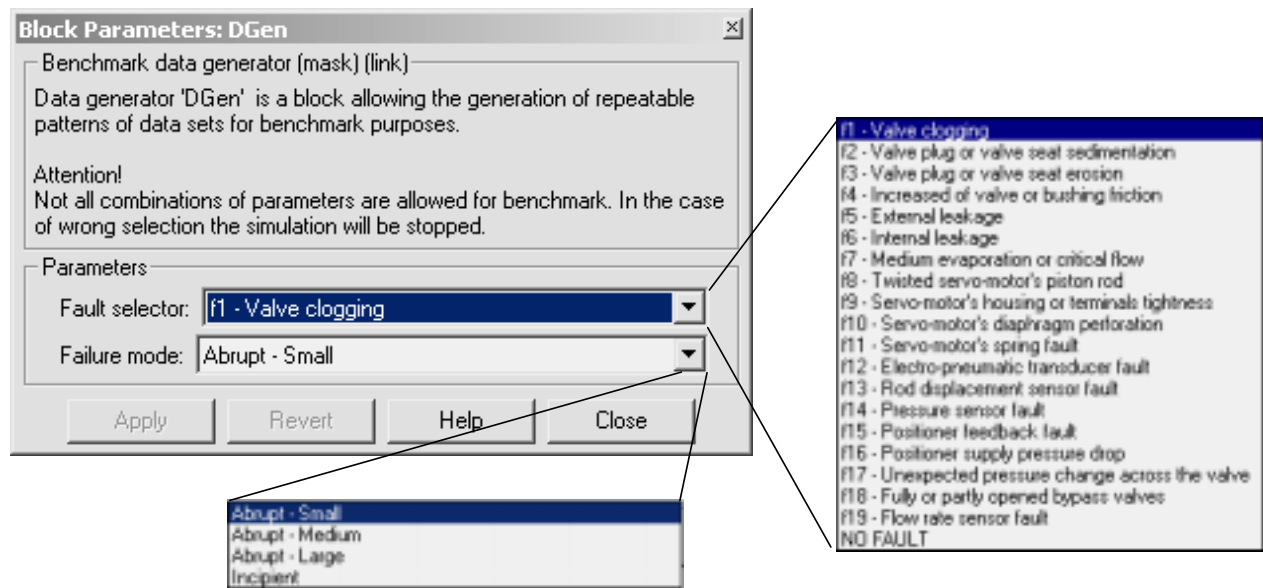 Block Parameters: DGen
Benchmark data generator (mask) (link)
Data generator 'DGen' is a block allowing the generation of repeatable
patterns of data sets for benchmark purposes.
Attention!
Not all combinations of parameters are allowed for benchmark. In the case
of wrong selection the simulation will be stopped.
Parameters
Fault selector: f1 - Valve clogging
Failure mode: Abrupt - Small
Apply Revert Help Close
Abrupt - Small
Abrupt - Medium
Abrupt - Large
Incipient
f1 - Valve clogging
f2 - Valve plug or valve seat sedimentation
f3 - Valve plug or valve seat erosion
f4 - Increased of valve or bushing friction
f5 - External leakage
f6 - Internal leakage
f7 - Medium evaporation or critical flow
f8 - Twisted servo-motor's piston rod
f9 - Servo-motor's housing or terminals tightness
f10 - Servo-motor's diaphragm perforation
f11 - Servo-motor's spring fault
f12 - Electro-pneumatic transducer fault
f13 - Rod displacement sensor fault
f14 - Pressure sensor fault
f15 - Positioner feedback fault
f16 - Positioner supply pressure drop
f17 - Unexpected pressure change across the valve
f18 - Fully or partly opened bypass valves
f19 - Flow rate sensor fault
NO FAULT